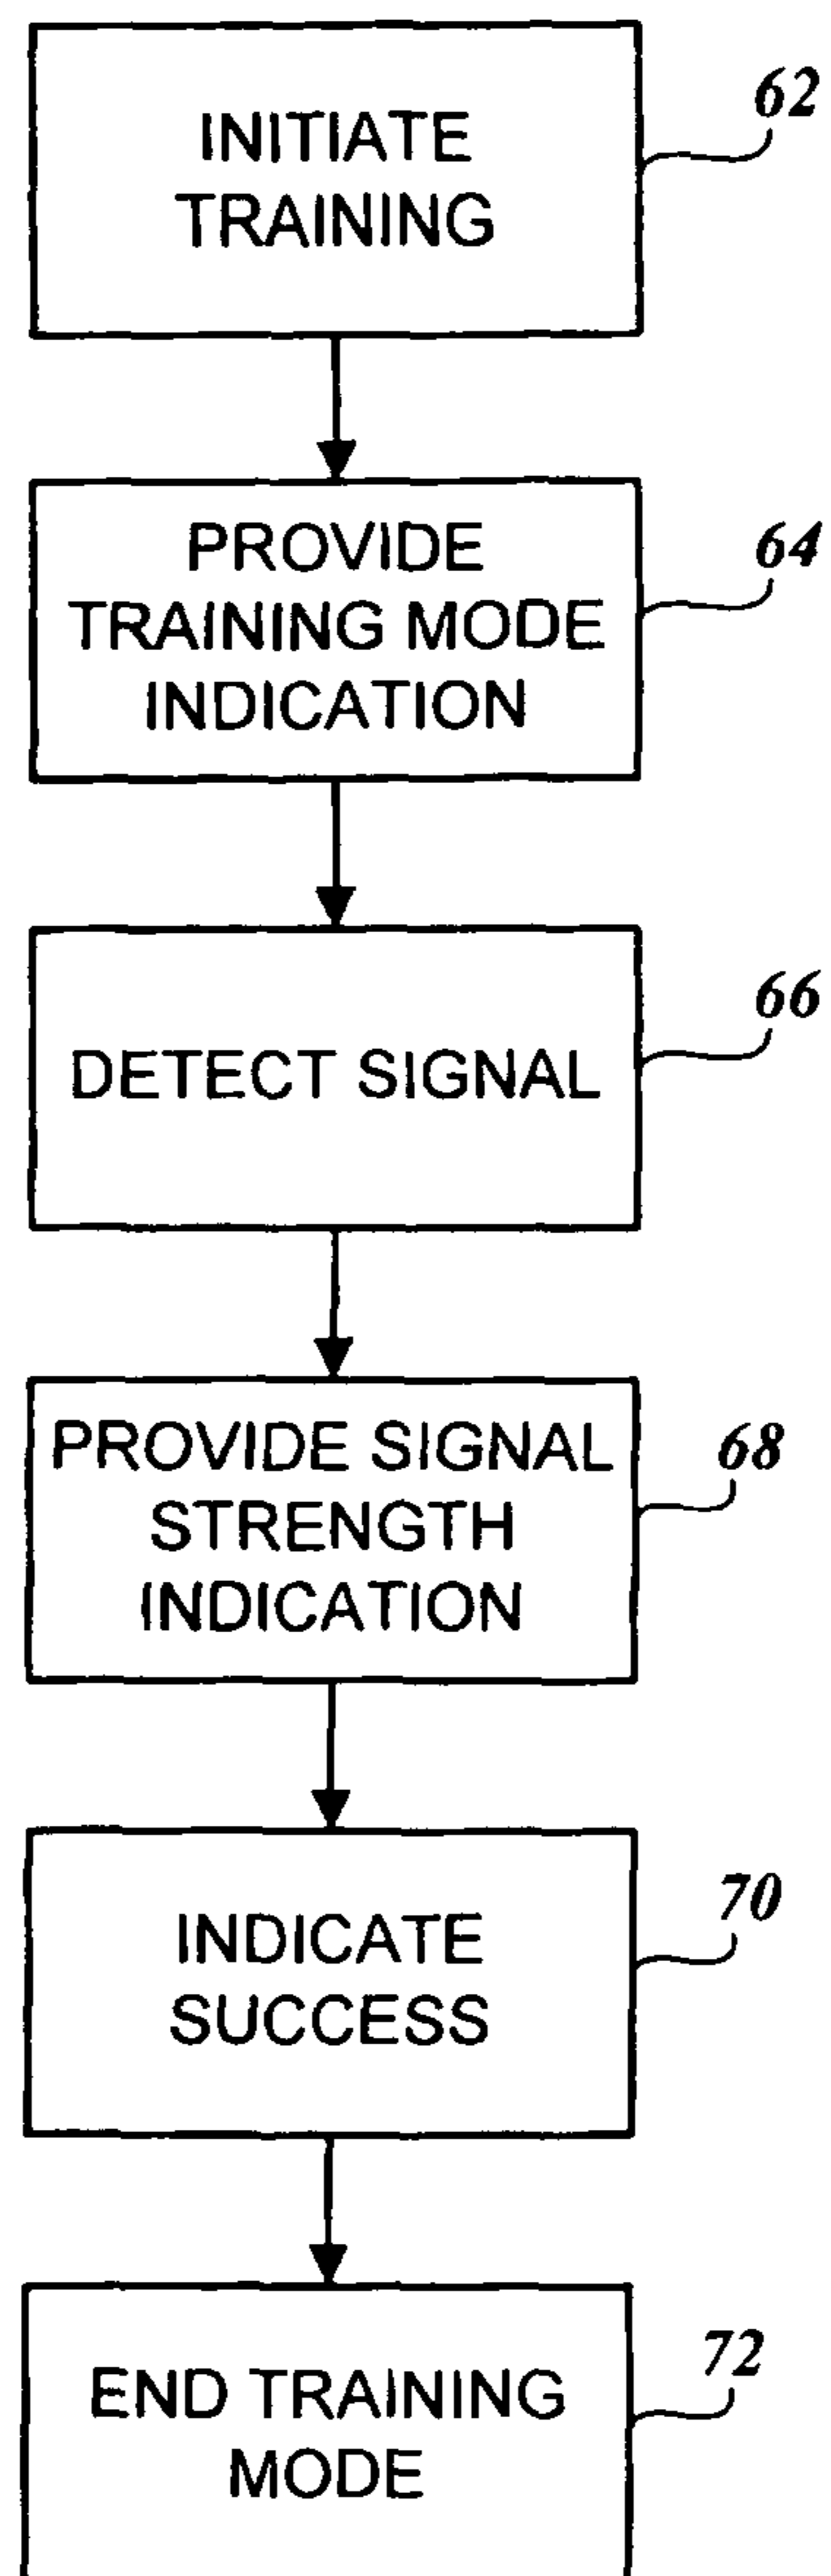 INITIATE
TRAINING
62
PROVIDE
TRAINING MODE
INDICATION
64
DETECT SIGNAL
66
PROVIDE SIGNAL
STRENGTH
INDICATION
68
INDICATE
SUCCESS
70
END TRAINING
MODE
72